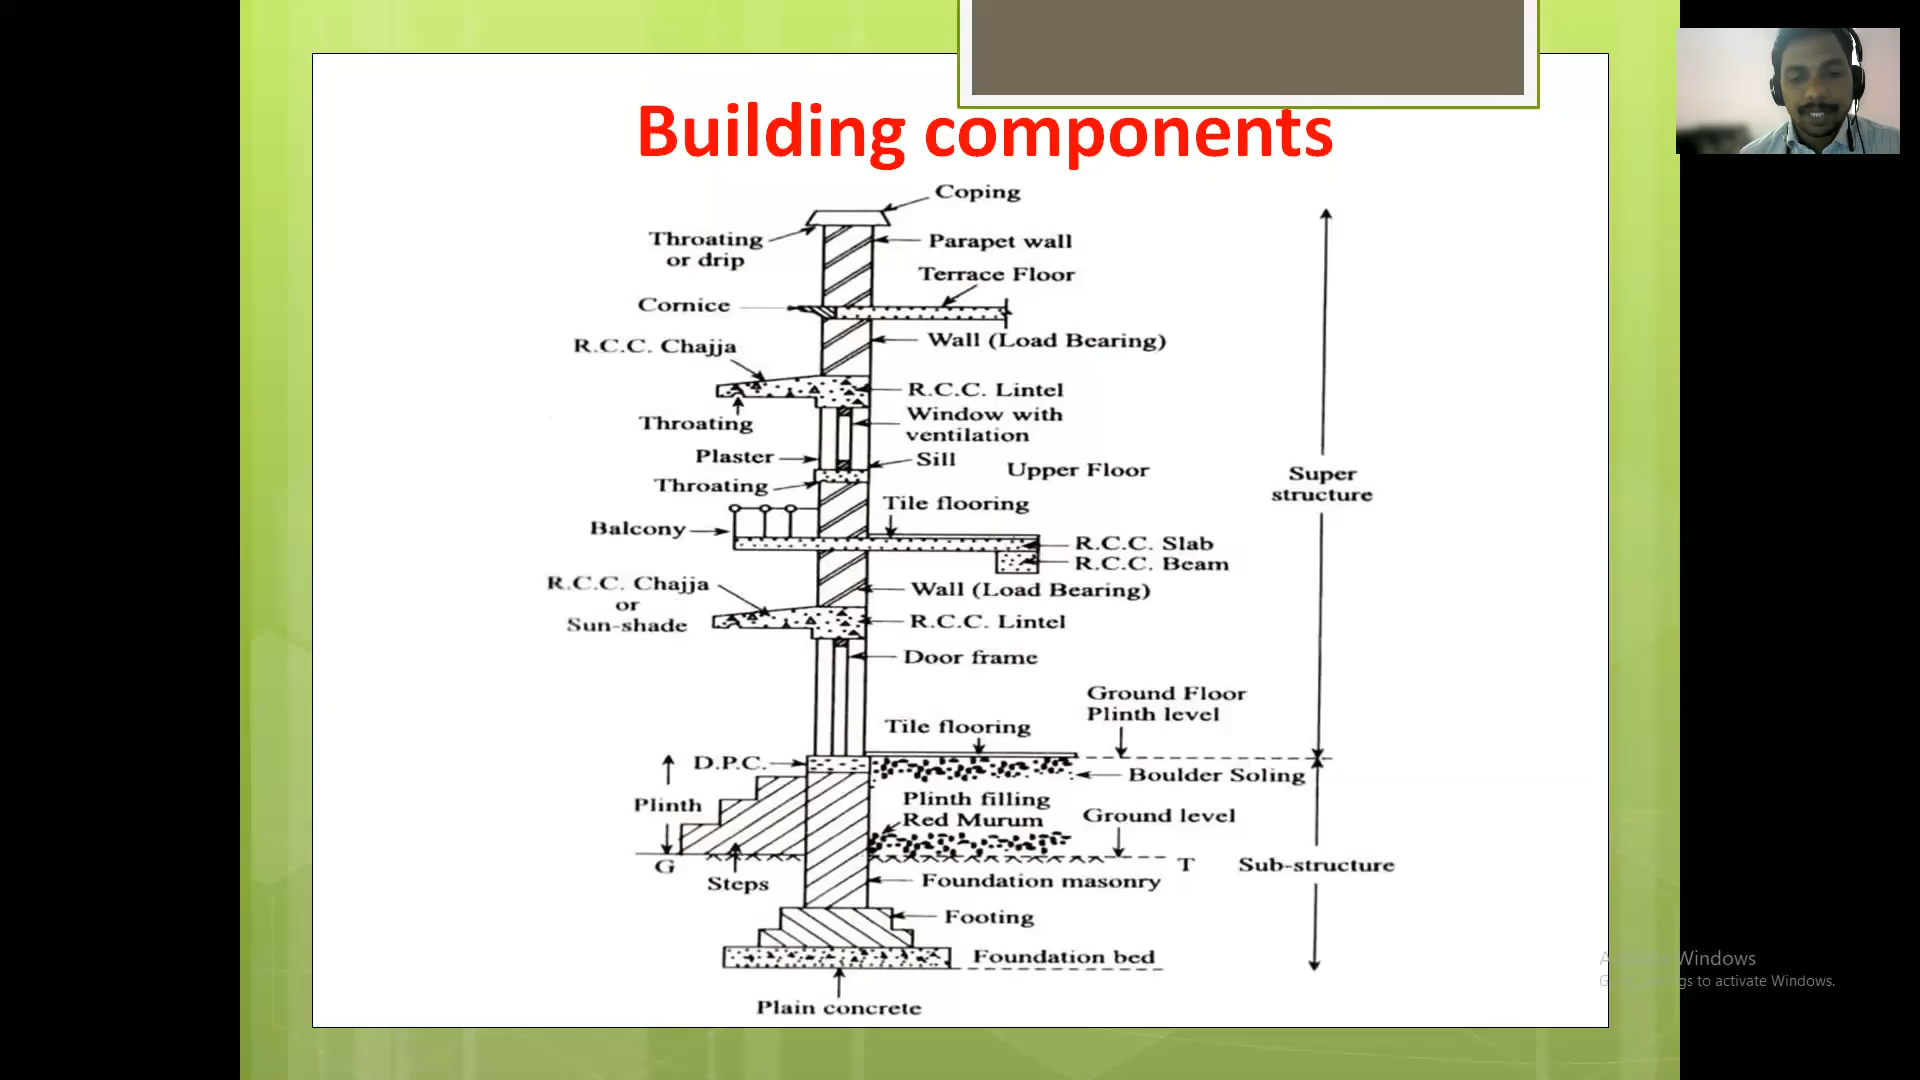 Building components
Coping
Throating
or drip
Parapet wall
Terrace Floor
Cornice
Wall (Load Bearing)
R.C.C. Chajja
R.C.C. Lintel
Window with
ventilation
Throating
Plaster
Sill
Upper Floor
Throating
Tile flooring
Balcony
R.C.C. Slab
R.C.C. Beam
R.C.C. Chajja
or
Sun-shade
Wall (Load Bearing)
R.C.C. Lintel
Door frame
Super
structure
Ground Floor
Plinth level
Tile flooring
D.P.C.
Boulder Soling
Plinth
Plinth filling
Red Murum
Ground level
G
T
Sub-structure
Steps
Foundation masonry
Footing
Foundation bed
Plain concrete
Windows
to activate Windows.